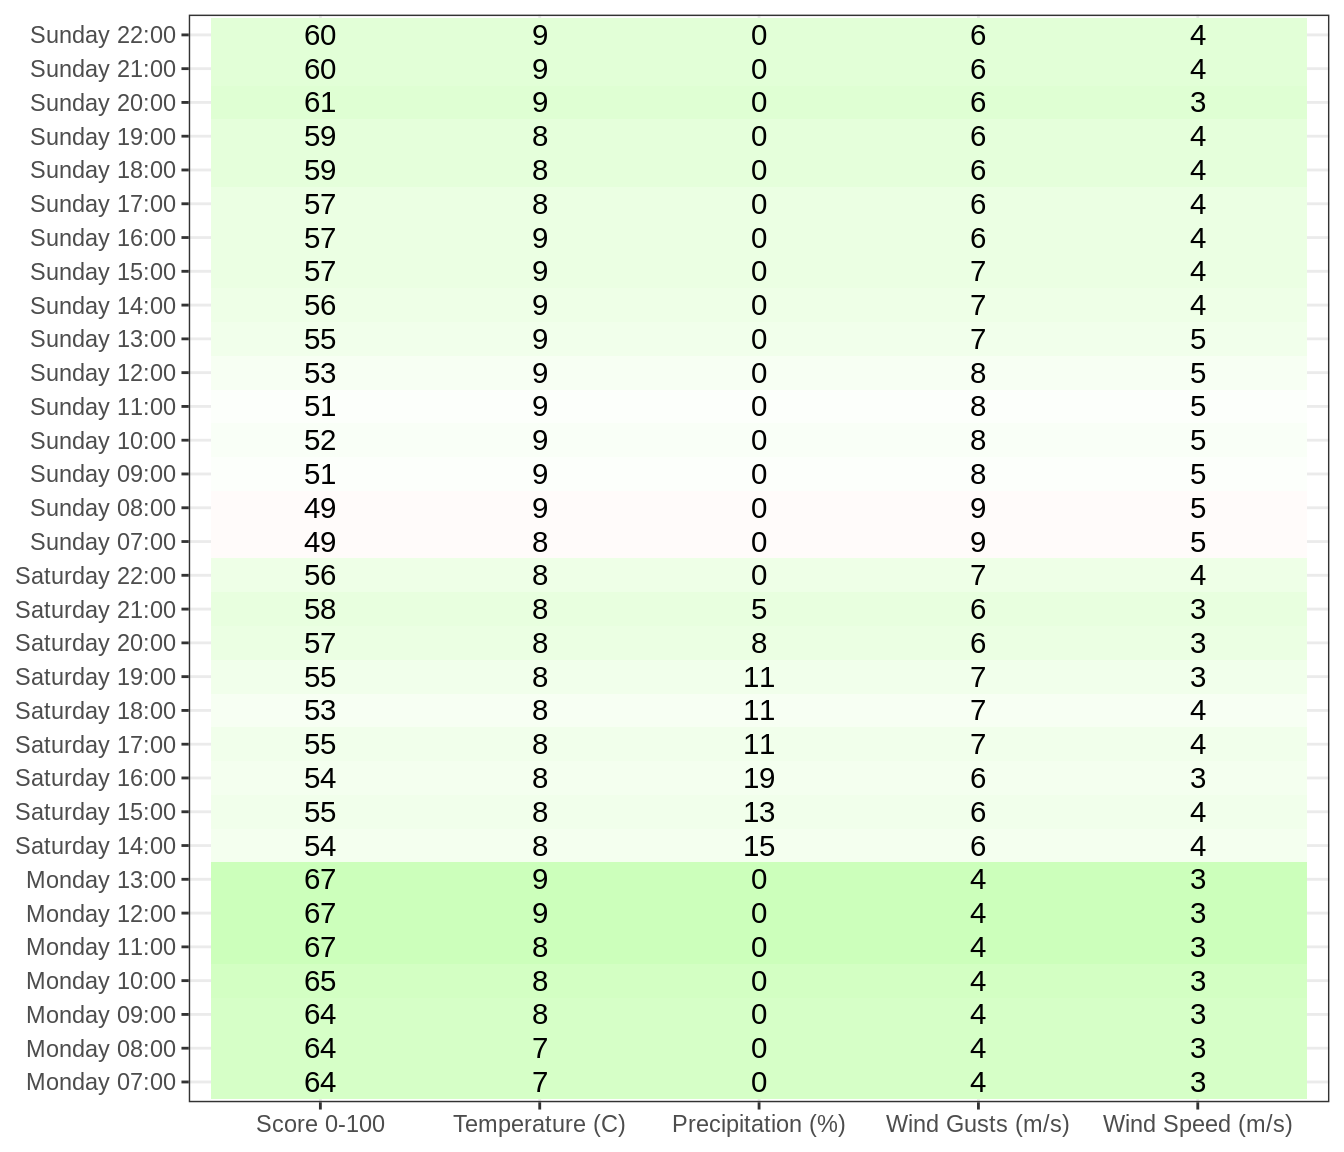 Sunday 22:00 60 9 0 6 4
Sunday 21:00 60 9 0 6 4
Sunday 20:00 61 9 0 6 3
Sunday 19:00 59 8 0 6 4
Sunday 18:00 59 8 0 6 4
Sunday 17:00 57 8 0 6 4
Sunday 16:00 57 9 0 6 4
Sunday 15:00 57 9 0 7 4
Sunday 14:00 56 9 0 7 4
Sunday 13:00 55 9 0 7 5
Sunday 12:00 53 9 0 8 5
Sunday 11:00 51 9 0 8 5
Sunday 10:00 52 9 0 8 5
Sunday 09:00 51 9 0 8 5
Sunday 08:00 49 9 0 9 5
Sunday 07:00 49 8 0 9 5
Saturday 22:00 56 8 0 7 4
Saturday 21:00 58 8 5 6 3
Saturday 20:00 57 8 8 6 3
Saturday 19:00 55 8 11 7 3
Saturday 18:00 53 8 11 7 4
Saturday 17:00 55 8 11 7 4
Saturday 16:00 54 8 19 6 3
Saturday 15:00 55 8 13 6 4
Saturday 14:00 54 8 15 6 4
Monday 13:00 67 9 0 4 3
Monday 12:00 67 9 0 4 3
Monday 11:00 67 8 0 4 3
Monday 10:00 65 8 0 4 3
Monday 09:00 64 8 0 4 3
Monday 08:00 64 7 0 4 3
Monday 07:00 64 7 0 4 3
Score 0-100 Temperature (C) Precipitation (%) Wind Gusts (m/s) Wind Speed (m/s)